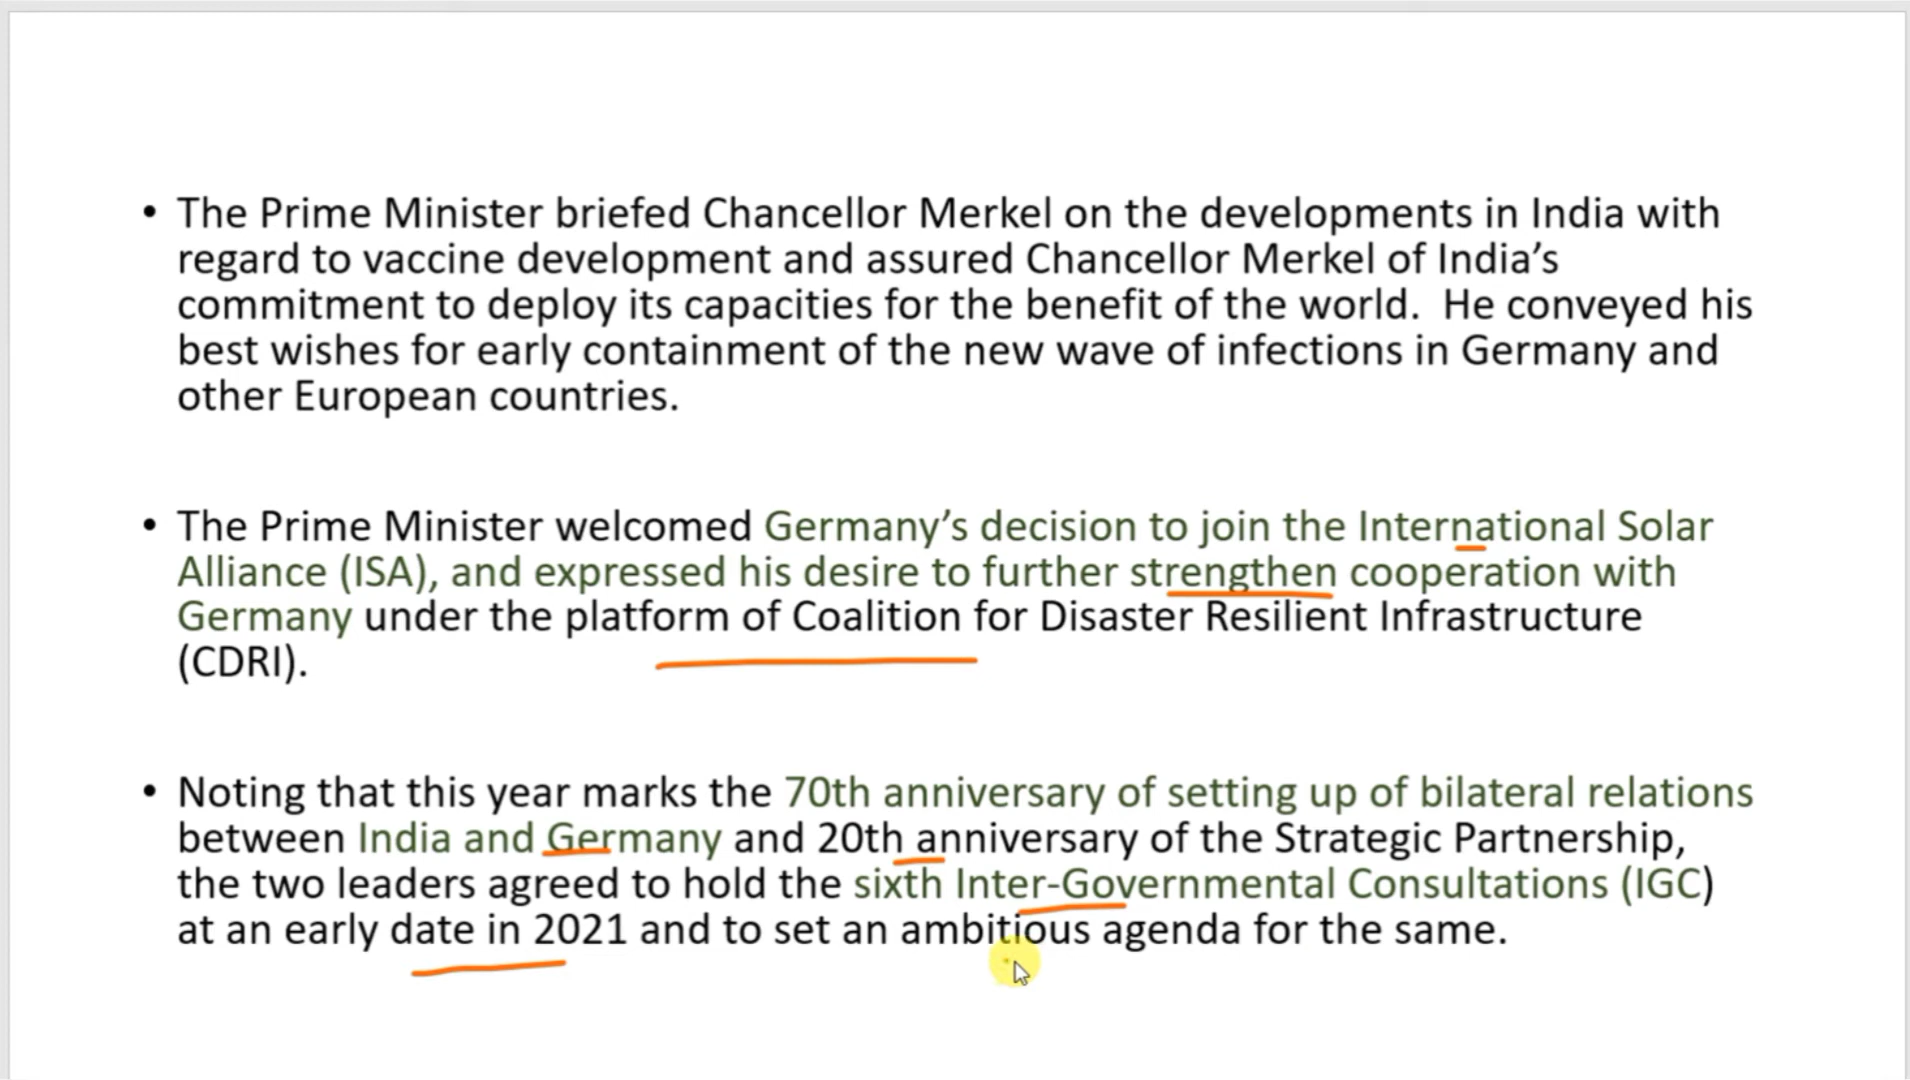 • The Prime Minister briefed Chancellor Merkel on the developments in India with
regard to vaccine development and assured Chancellor Merkel of India’s
commitment to deploy its capacities for the benefit of the world.  He conveyed his
best wishes for early containment of the new wave of infections in Germany and
other European countries.
• The Prime Minister welcomed Germany’s decision to join the International Solar
Alliance (ISA), and expressed his desire to further strengthen cooperation with
Germany under the platform of Coalition for Disaster Resilient Infrastructure
(CDRI).
• Noting that this year marks the 70th anniversary of setting up of bilateral relations
between India and Germany and 20th anniversary of the Strategic Partnership,
the two leaders agreed to hold the sixth Inter-Governmental Consultations (IGC)
at an early date in 2021 and to set an ambitious agenda for the same.